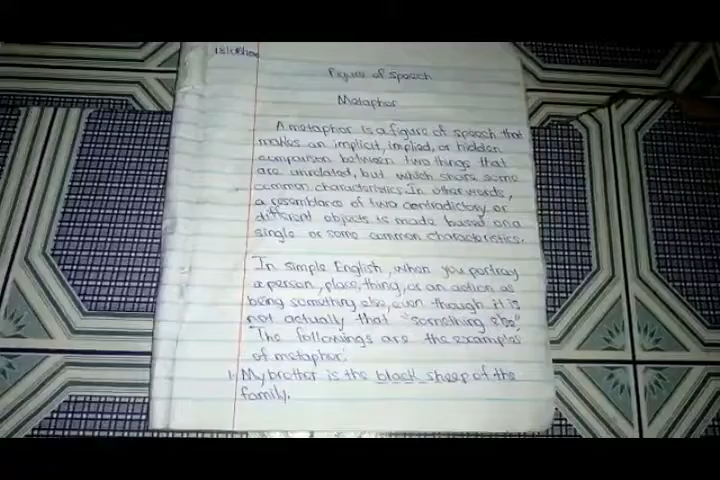 Figure of Speech
Metaphor
A metaphor is a figure of speech that
makes an implicit, implied, or hidden
comparison between two things that
are unrelated, but which share some
common characteristics. In other words,
a resemblance of two contradictory or
different objects is made based on a
single or some common characteristics.
In simple English, when you portray
a person, place, thing, or an action as
being something else, even though it is
not actually that "something else".
The followings are the examples
of metaphor.
1. My brother is the black sheep of the
family.